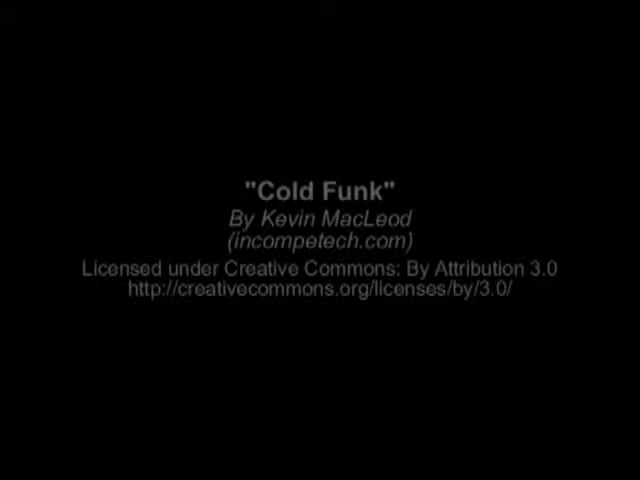 "Cold Funk"
By Kevin MacLeod
(incompetech.com)
Licensed under Creative Commons: By Attribution 3.0
http://creativecommons.org/licenses/by/3.0/